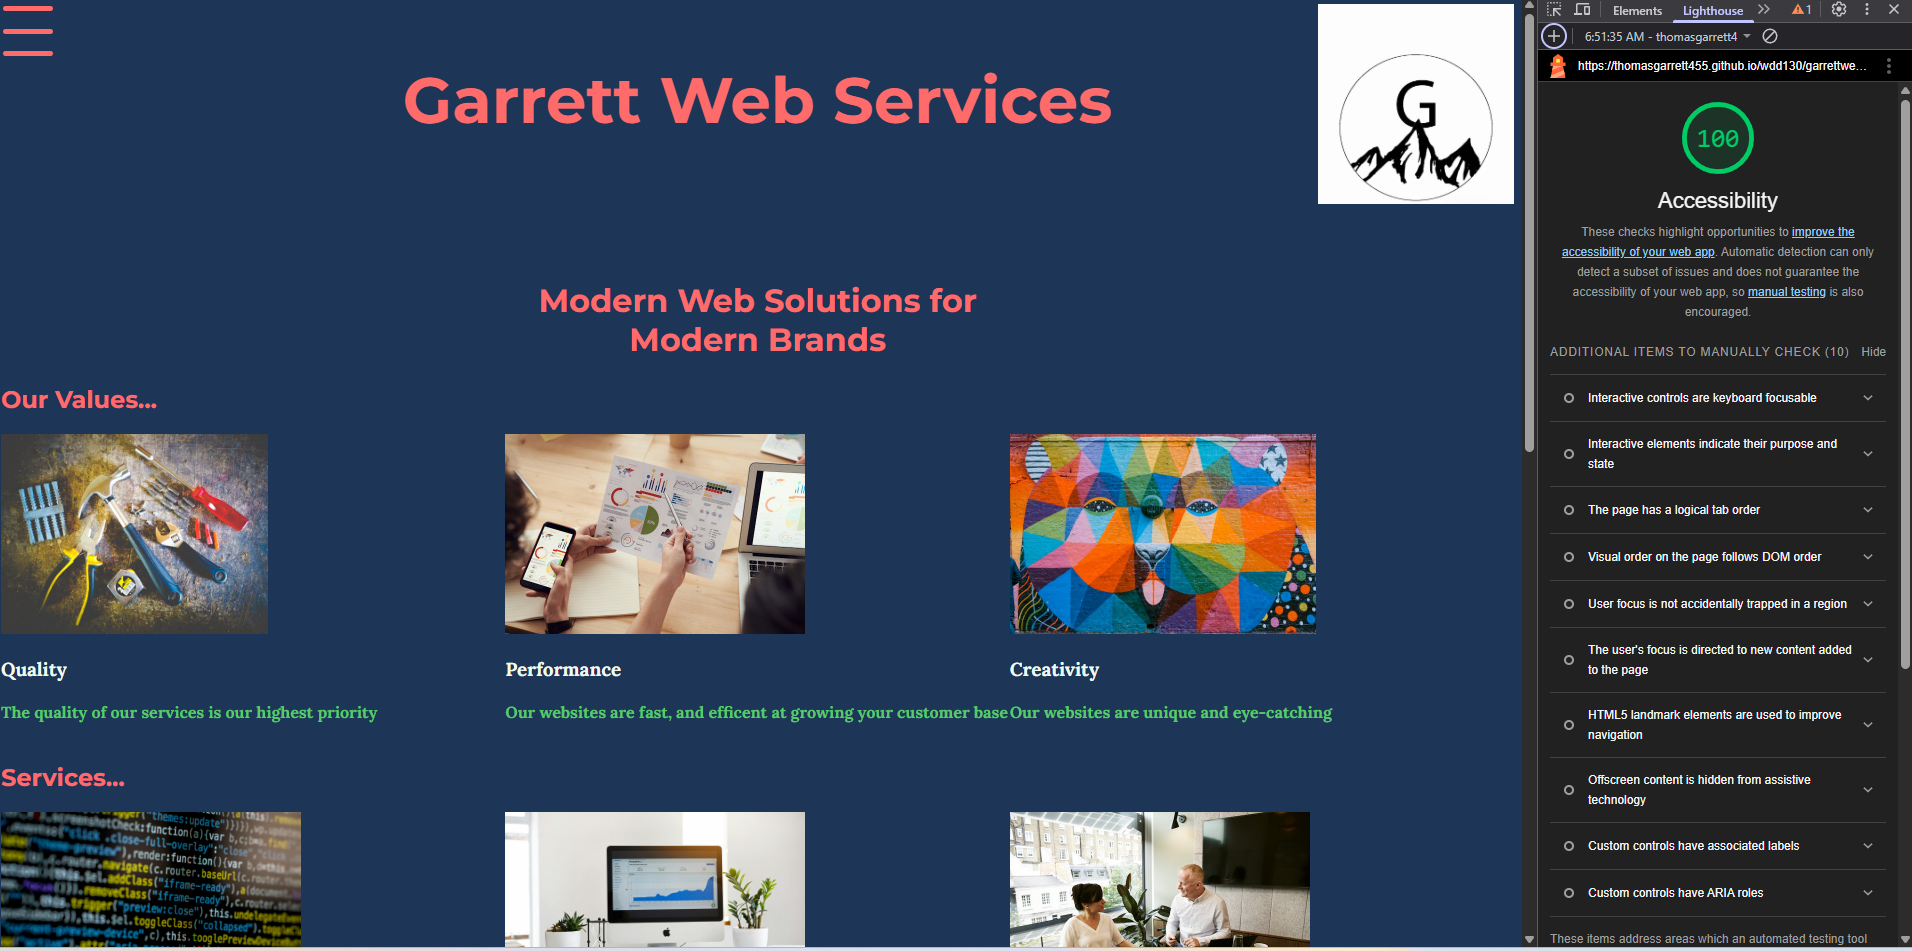 Garrett Web Services
G
Modern Web Solutions for
Modern Brands
Our Values...
Quality
The quality of our services is our highest priority
Performance
Our websites are fast, and efficent at growing your customer base
Creativity
Our websites are unique and eye-catching
Services...
Elements
Lighthouse
1
6:51:35 AM - thomasgarrett4
https://thomasgarrett455.github.io/wdd130/garrettwe...
100
Accessibility
These checks highlight opportunities to improve the
accessibility of your web app. Automatic detection can only
detect a subset of issues and does not guarantee the
accessibility of your web app, so manual testing is also
encouraged.
ADDITIONAL ITEMS TO MANUALLY CHECK (10) Hide
Interactive controls are keyboard focusable
Interactive elements indicate their purpose and
state
The page has a logical tab order
Visual order on the page follows DOM order
User focus is not accidentally trapped in a region
The user's focus is directed to new content added
to the page
HTML5 landmark elements are used to improve
navigation
Offscreen content is hidden from assistive
technology
Custom controls have associated labels
Custom controls have ARIA roles
These items address areas which an automated testing tool